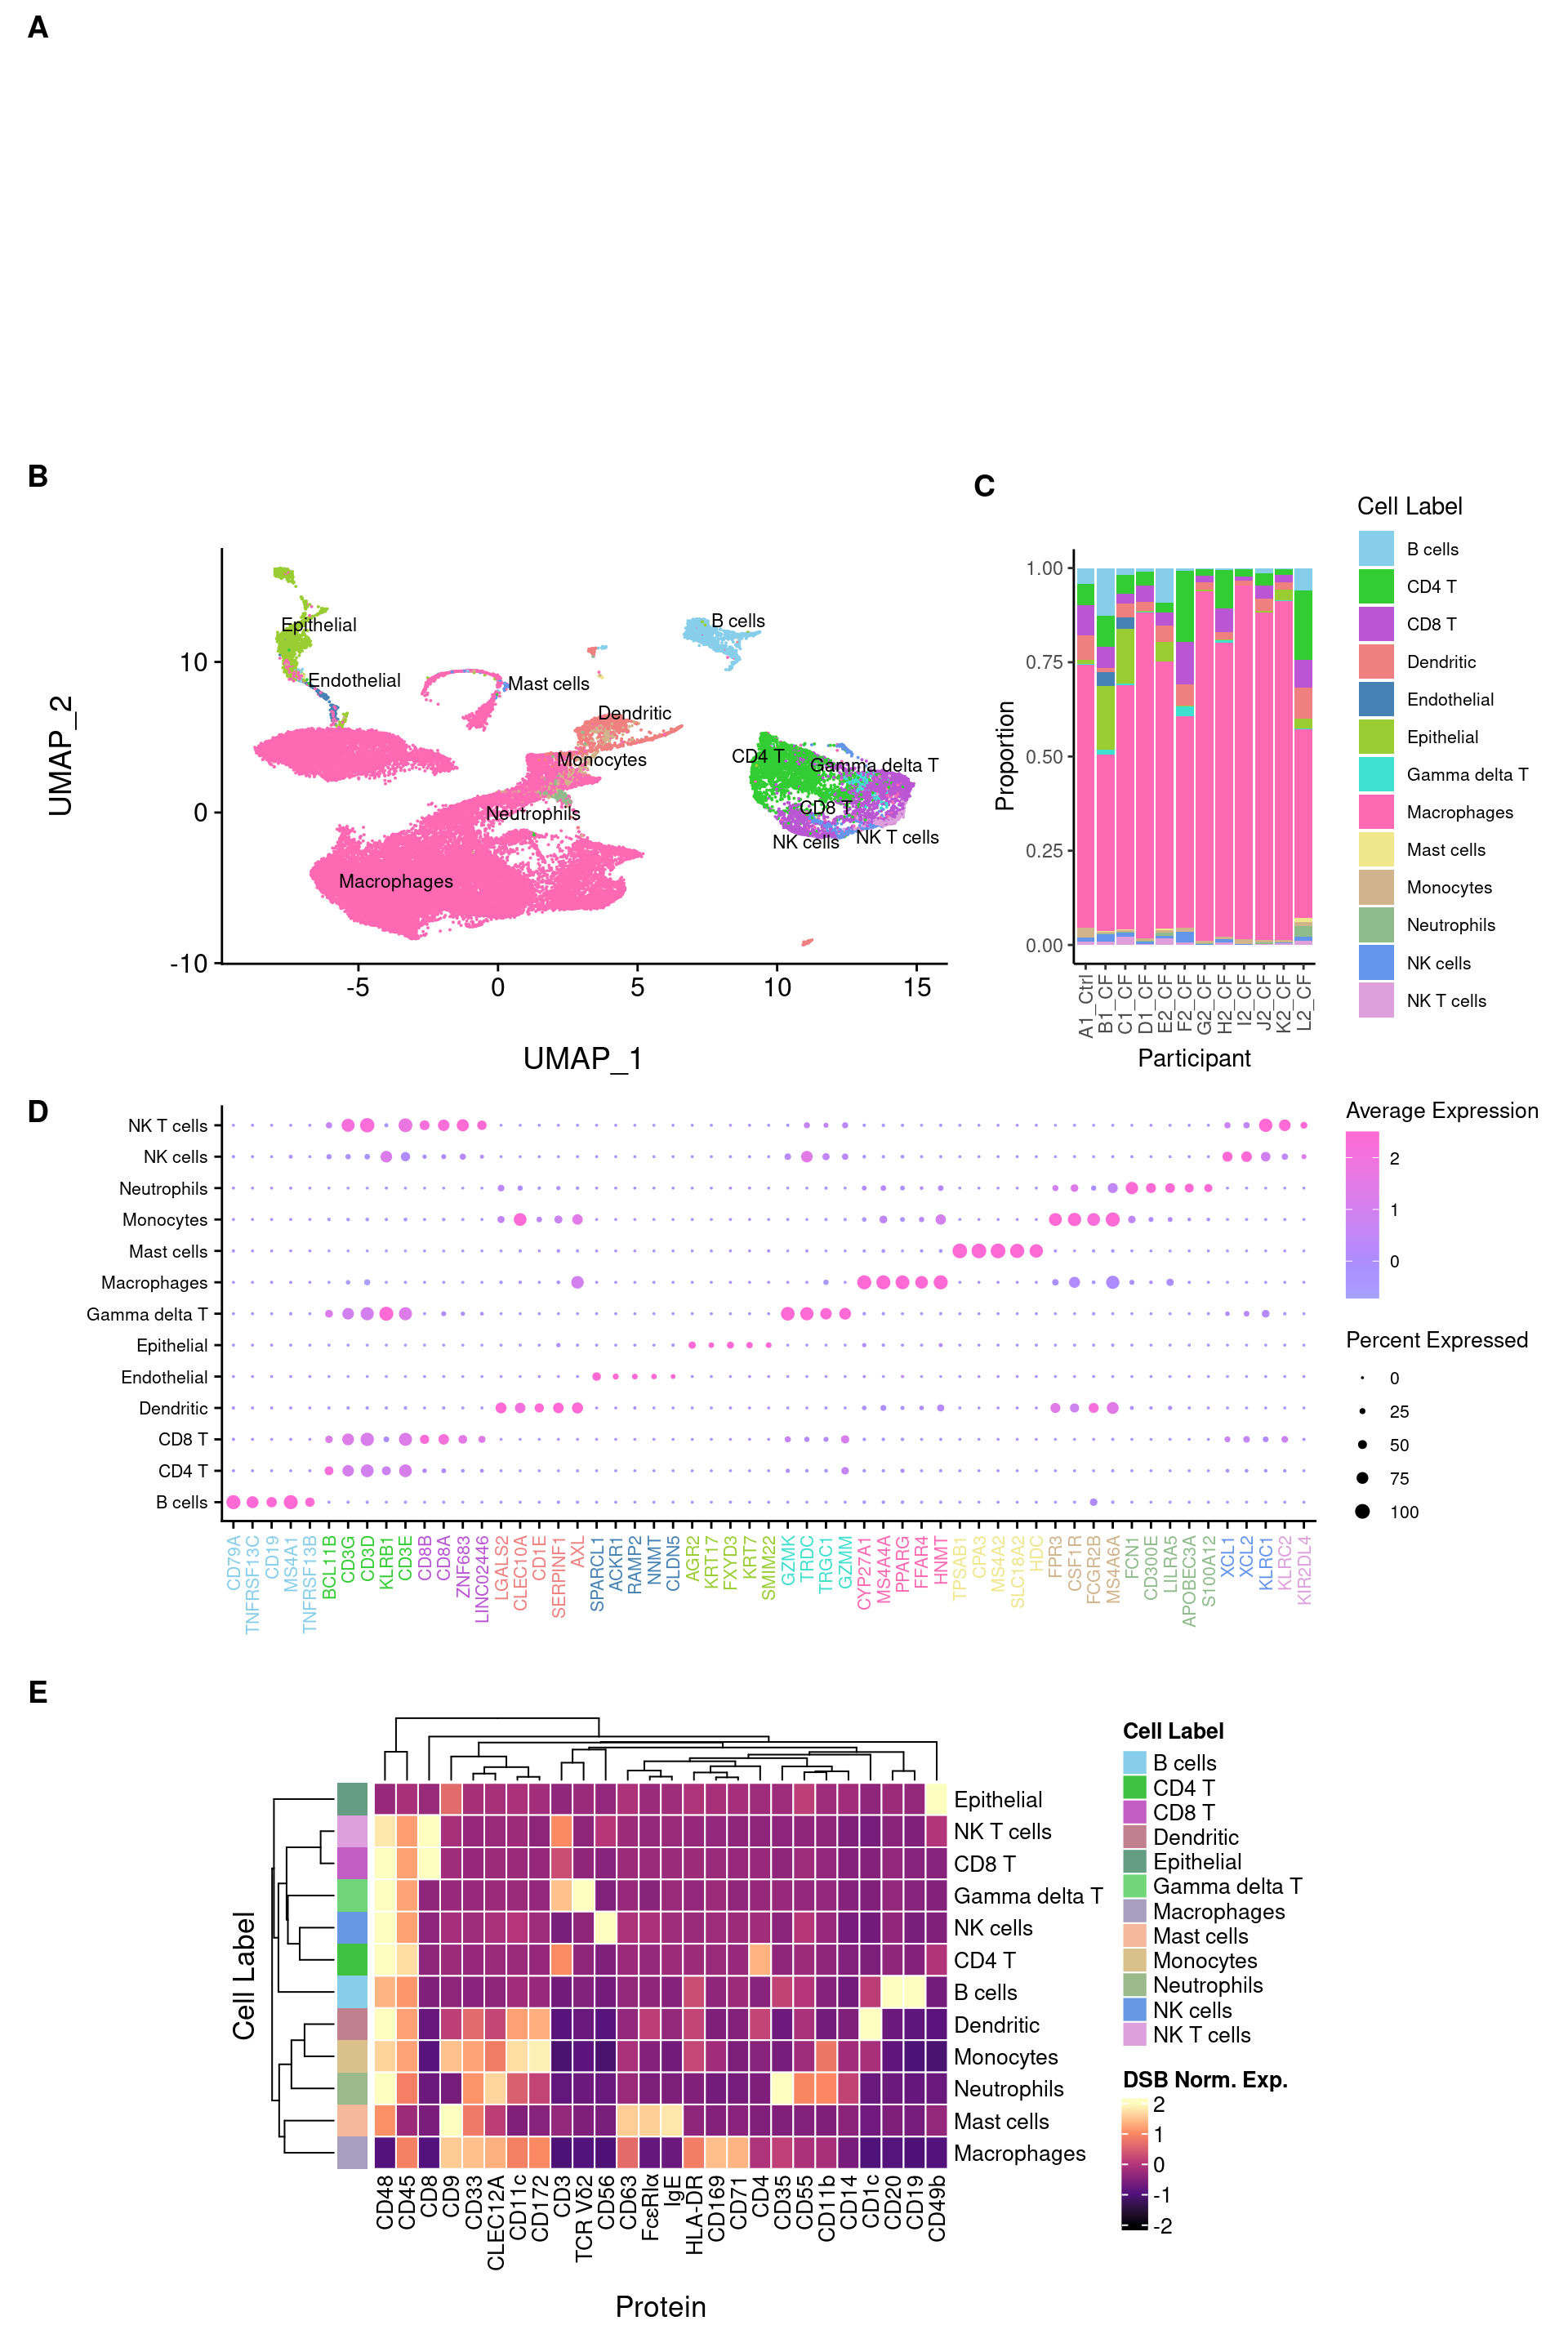 A
B
10
0
-10
-5
0
5
10
15
UMAP_2
UMAP_1
Epithelial
Endothelial
Mast cells
B cells
Dendritic
Monocytes
Neutrophils
Macrophages
CD4 T
Gamma delta T
CD8 T
NK cells
NK T cells
C
1.00
0.75
0.50
0.25
0.00
Proportion
A1_Ctrl
B1_CF
C1_CF
D1_CF
E2_CF
F2_CF
G2_CF
H2_CF
I2_CF
J2_CF
K2_CF
L2_CF
Participant
Cell Label
B cells
CD4 T
CD8 T
Dendritic
Endothelial
Epithelial
Gamma delta T
Macrophages
Mast cells
Monocytes
Neutrophils
NK cells
NK T cells
D
NK T cells
NK cells
Neutrophils
Monocytes
Mast cells
Macrophages
Gamma delta T
Epithelial
Endothelial
Dendritic
CD8 T
CD4 T
B cells
CD79A
TNFRSF13C
CD19
MS4A1
TNFRSF13B
BCL11B
CD3G
CD3D
KLRB1
CD3E
CD8B
CD8A
ZNF683
LINC02446
LGALS2
CLEC10A
CD1E
SERPINF1
AXL
SPARCL1
ACKR1
RAMP2
NNMT
CLDN5
AGR2
KRT17
FXYD3
KRT7
SMIM22
GZMK
TRDC
TRGC1
GZMM
CYP27A1
MS4A4A
PPARG
FFAR4
HNMT
TPSAB1
CPA3
MS4A2
SLC18A2
HDC
FPR3
CSF1R
FCGR2B
MS4A6A
FCN1
CD300E
LILRA5
APOBEC3A
S100A12
XCL1
XCL2
KLRC1
KLRC2
KIR2DL4
Average Expression
2
1
0
Percent Expressed
0
25
50
75
100
E
Cell Label
Epithelial
NK T cells
CD8 T
Gamma delta T
NK cells
CD4 T
B cells
Dendritic
Monocytes
Neutrophils
Mast cells
Macrophages
CD48
CD45
CD8
CD9
CD33
CLEC12A
CD11c
CD172
CD3
TCR Vδ2
CD56
CD63
FcεRIα
IgE
HLA-DR
CD169
CD71
CD4
CD35
CD55
CD11b
CD14
CD1c
CD20
CD19
CD49b
Protein
Cell Label
B cells
CD4 T
CD8 T
Dendritic
Epithelial
Gamma delta T
Macrophages
Mast cells
Monocytes
Neutrophils
NK cells
NK T cells
DSB Norm. Exp.
2
1
0
-1
-2